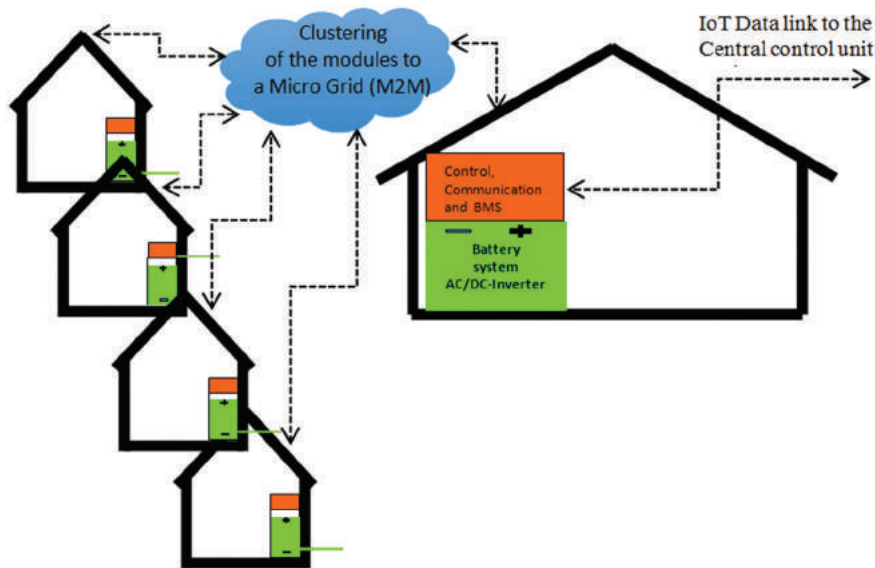 Clustering
of the modules to
a Micro Grid (M2M)
IoT Data link to the
Central control unit
Control,
Communication
and BMS
Battery
system
AC/DC-Inverter